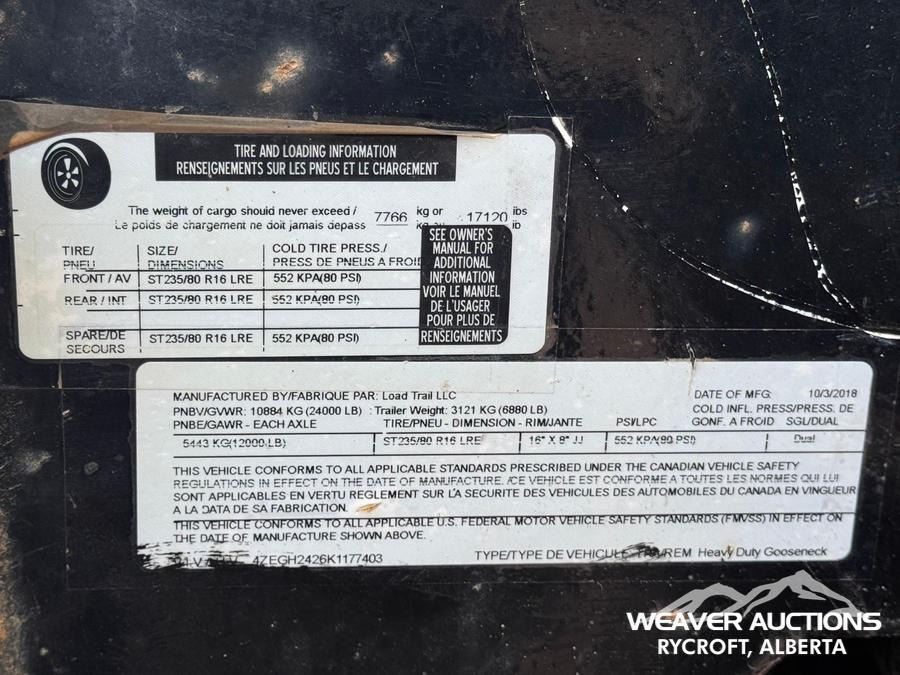 TIRE AND LOADING INFORMATION
RENSEIGNEMENTS SUR LES PNEUS ET LE CHARGEMENT
The weight of cargo should never exceed / 7766 kg or 17120 lbs
Le poids de chargement ne doit jamais depass lb
TIRE/ SIZE/ COLD TIRE PRESS./
PNEU DIMENSIONS PRESS DE PNEUS A FROID
FRONT / AV ST235/80 R16 LRE 552 KPA(80 PSI)
REAR / INT ST235/80 R16 LRE 552 KPA(80 PSI)
SPARE/DE ST235/80 R16 LRE 552 KPA(80 PSI)
SECOURS
SEE OWNER'S
MANUAL FOR
ADDITIONAL
INFORMATION
VOIR LE MANUEL
DE L'USAGER
POUR PLUS DE
RENSEIGNEMENTS
MANUFACTURED BY/FABRIQUE PAR: Load Trail LLC DATE OF MFG: 10/3/2018
PNBV/GVWR: 10884 KG (24000 LB) : Trailer Weight: 3121 KG (6880 LB) COLD INFL. PRESS/PRESS. DE
PNBE/GAWR - EACH AXLE TIRE/PNEU - DIMENSION - RIM/JANTE PSI/LPC GONF. A FROID SGL/DUAL
5443 KG(12000 LB) ST235/80 R16 LRE 16" X 8" JJ 552 KPA(80 PSI) Dual
THIS VEHICLE CONFORMS TO ALL APPLICABLE STANDARDS PRESCRIBED UNDER THE CANADIAN VEHICLE SAFETY
REGULATIONS IN EFFECT ON THE DATE OF MANUFACTURE. /CE VEHICLE EST CONFORME A TOUTES LES NORMES QUI LUI
SONT APPLICABLES EN VERTU REGLEMENT SUR L'A SECURITE DES VEHICULES DES AUTOMOBILES DU CANADA EN VINGUEUR
A LA DATA DE SA FABRICATION.
THIS VEHICLE CONFORMS TO ALL APPLICABLE U.S. FEDERAL MOTOR VEHICLE SAFETY STANDARDS (FMVSS) IN EFFECT ON
THE DATE OF MANUFACTURE SHOWN ABOVE.
4ZEGH2426K1177403 TYPE/TYPE DE VEHICULE: TRA/REM Heavy Duty Gooseneck
WEAVER AUCTIONS
RYCROFT, ALBERTA